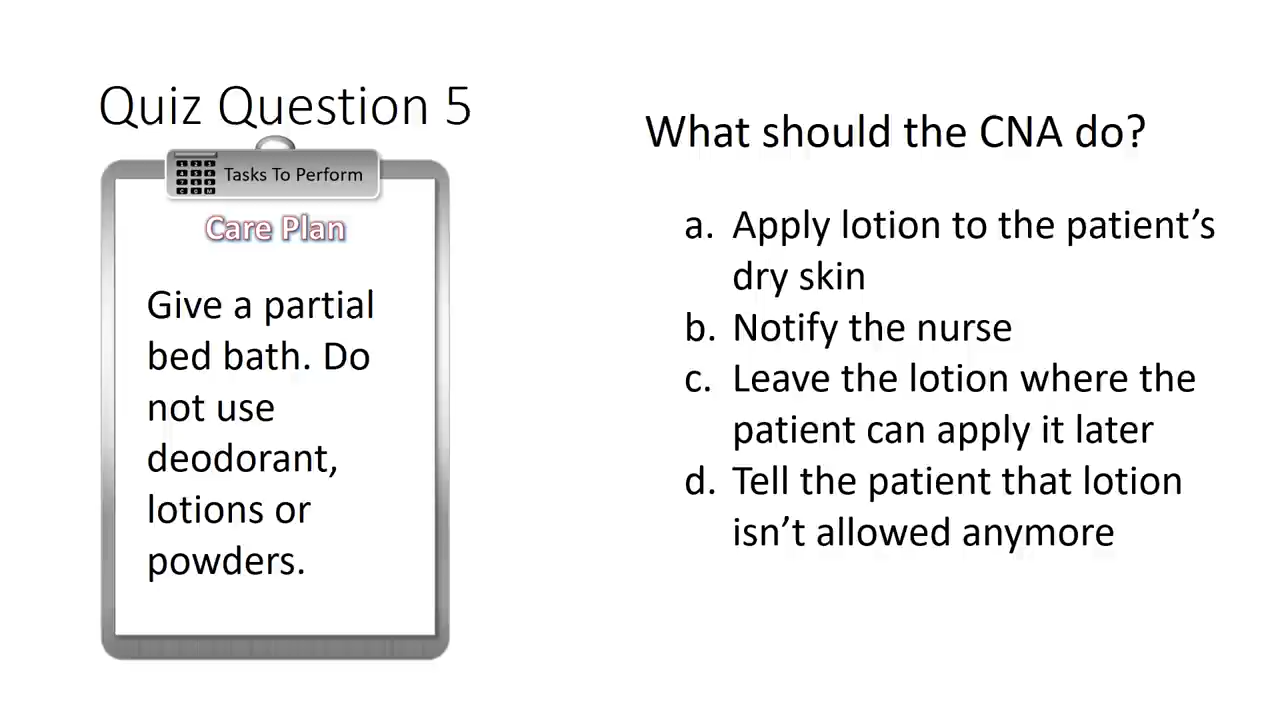 Quiz Question 5
Tasks To Perform
Care Plan
Give a partial
bed bath. Do
not use
deodorant,
lotions or
powders.
What should the CNA do?
a. Apply lotion to the patient’s
dry skin
b. Notify the nurse
c. Leave the lotion where the
patient can apply it later
d. Tell the patient that lotion
isn’t allowed anymore